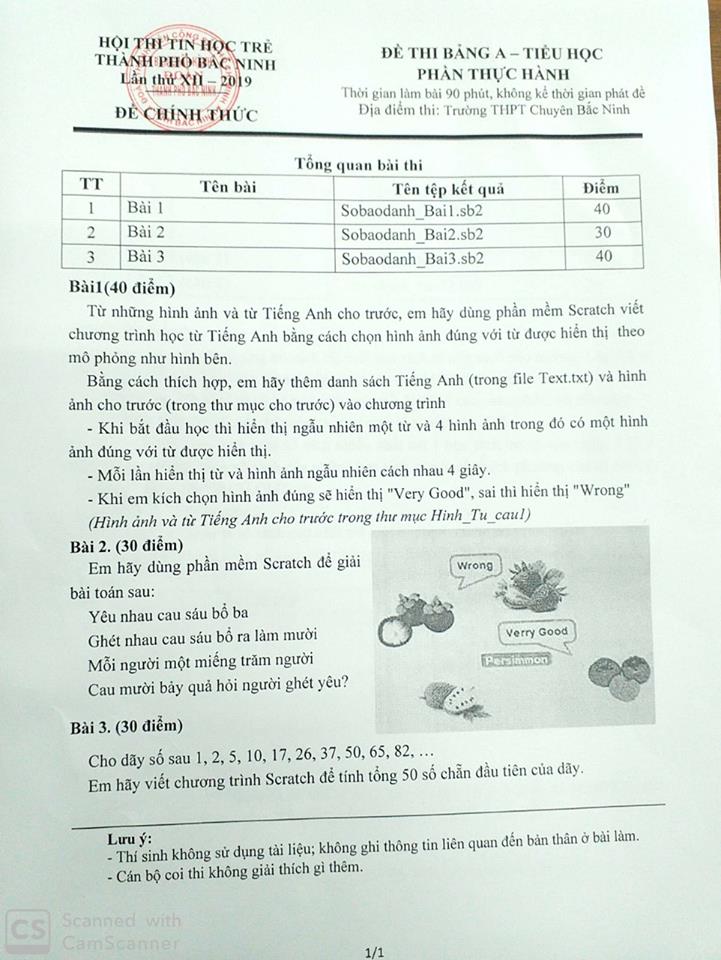 HỘI THI TIN HỌC TRẺ
THÀNH PHỐ BẮC NINH
Lần thứ XII – 2019
ĐỀ CHÍNH THỨC
ĐỀ THI BẢNG A – TIỂU HỌC
PHẦN THỰC HÀNH
Thời gian làm bài 90 phút, không kể thời gian phát đề
Địa điểm thi: Trường THPT Chuyên Bắc Ninh
Tổng quan bài thi
TT Tên bài Tên tệp kết quả Điểm
1 Bài 1 Sobaodanh_Bai1.sb2 40
2 Bài 2 Sobaodanh_Bai2.sb2 30
3 Bài 3 Sobaodanh_Bai3.sb2 40
Bài1(40 điểm)
Từ những hình ảnh và từ Tiếng Anh cho trước, em hãy dùng phần mềm Scratch viết
chương trình học từ Tiếng Anh bằng cách chọn hình ảnh đúng với từ được hiển thị theo
mô phỏng như hình bên.
Bằng cách thích hợp, em hãy thêm danh sách Tiếng Anh (trong file Text.txt) và hình
ảnh cho trước (trong thư mục cho trước) vào chương trình
- Khi bắt đầu học thì hiển thị ngẫu nhiên một từ và 4 hình ảnh trong đó có một hình
ảnh đúng với từ được hiển thị.
- Mỗi lần hiển thị từ và hình ảnh ngẫu nhiên cách nhau 4 giây.
- Khi em kích chọn hình ảnh đúng sẽ hiển thị "Very Good", sai thì hiển thị "Wrong"
(Hình ảnh và từ Tiếng Anh cho trước trong thư mục Hinh_Tu_cau1)
Bài 2. (30 điểm)
Em hãy dùng phần mềm Scratch để giải
bài toán sau:
Yêu nhau cau sáu bổ ba
Ghét nhau cau sáu bổ ra làm mười
Mỗi người một miếng trăm người
Cau mười bảy quả hỏi người ghét yêu?
Wrong
Verry Good
Persimmon
Bài 3. (30 điểm)
Cho dãy số sau 1, 2, 5, 10, 17, 26, 37, 50, 65, 82, …
Em hãy viết chương trình Scratch để tính tổng 50 số chẵn đầu tiên của dãy.
Lưu ý:
- Thí sinh không sử dụng tài liệu; không ghi thông tin liên quan đến bản thân ở bài làm.
- Cán bộ coi thi không giải thích gì thêm.
CS Scanned with
CamScanner
1/1